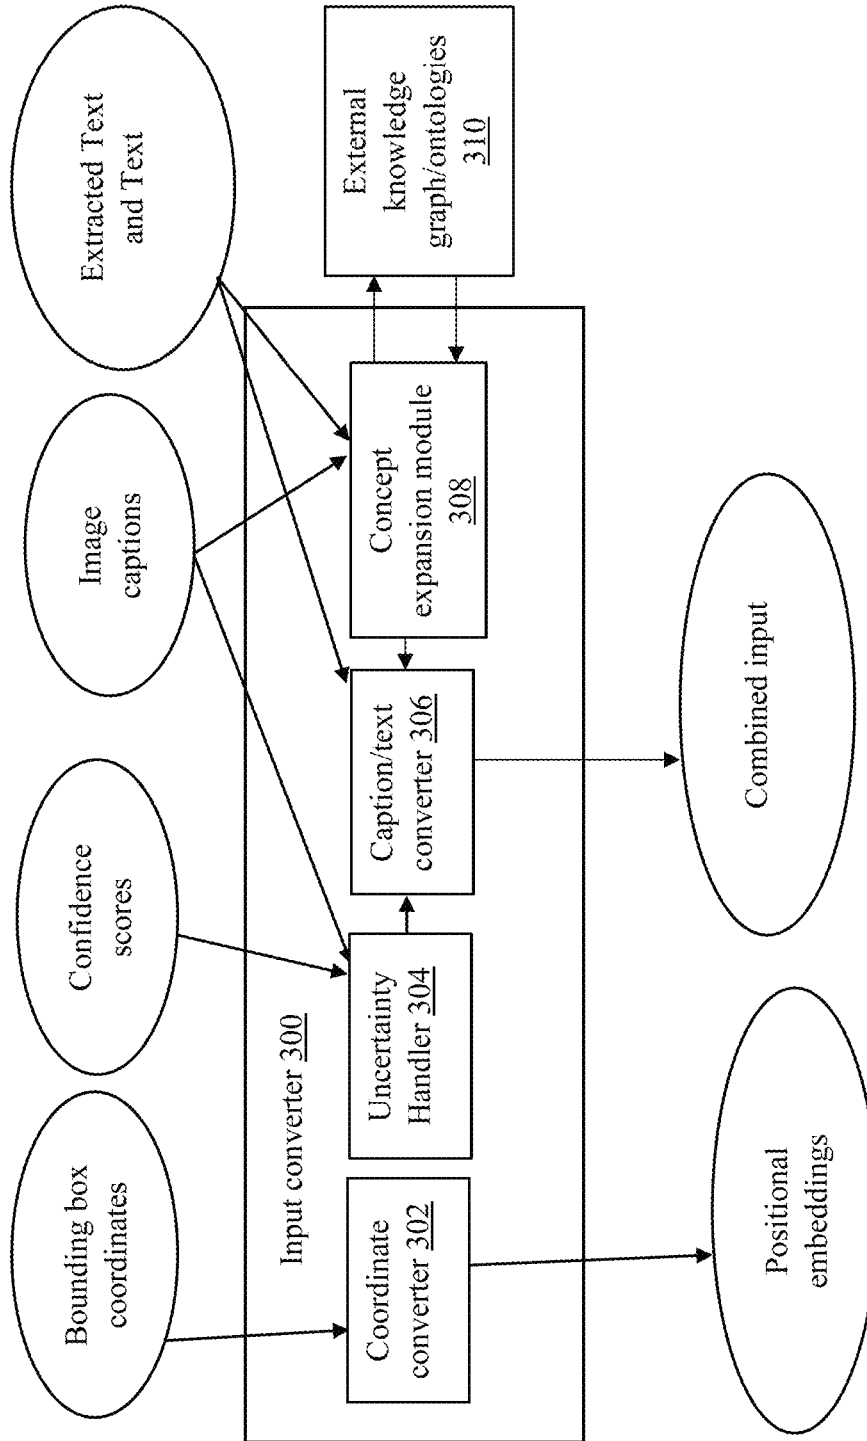 Bounding box
coordinates
Confidence
scores
Image
captions
Extracted Text
and Text
Input converter 300
Coordinate
converter 302
Uncertainty
Handler 304
Caption/text
converter 306
Concept
expansion module
308
External
knowledge
graph/ontologies
310
Positional
embeddings
Combined input